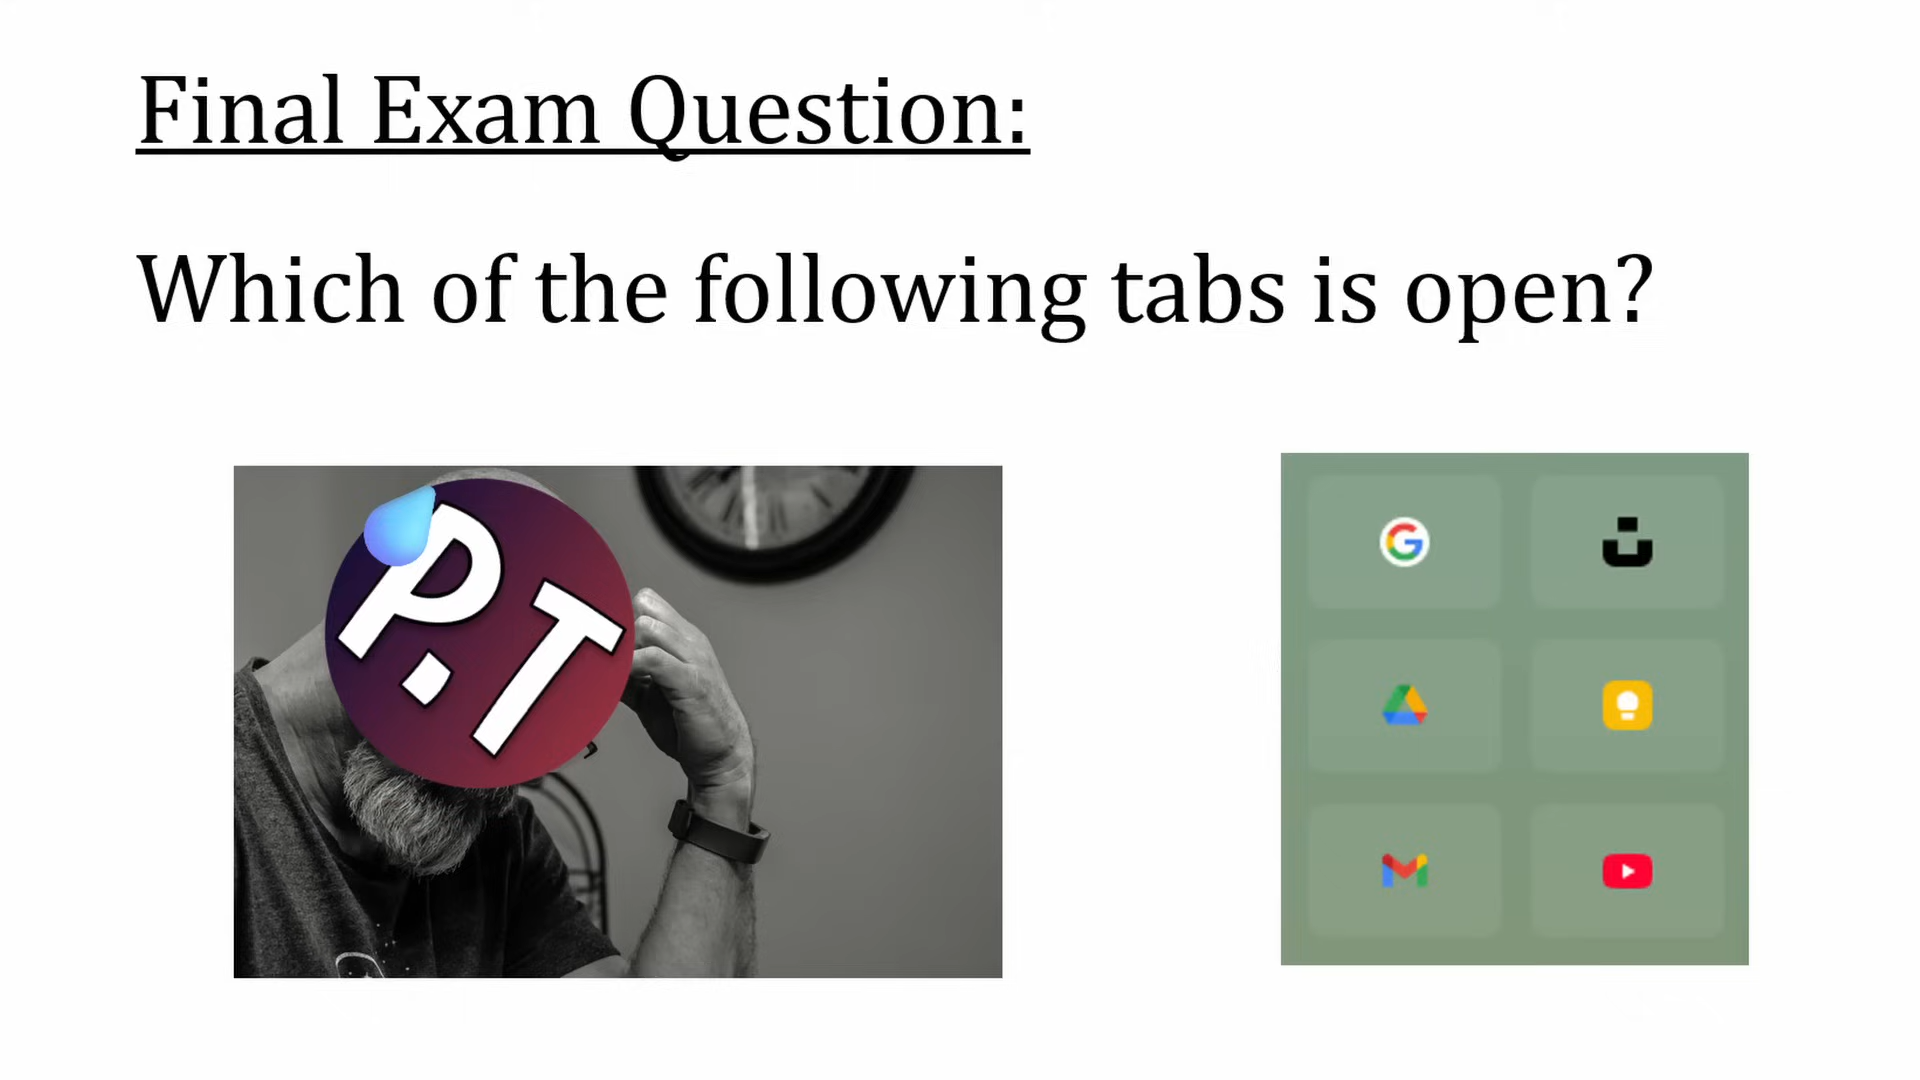 Final Exam Question:
Which of the following tabs is open?
P.T
G